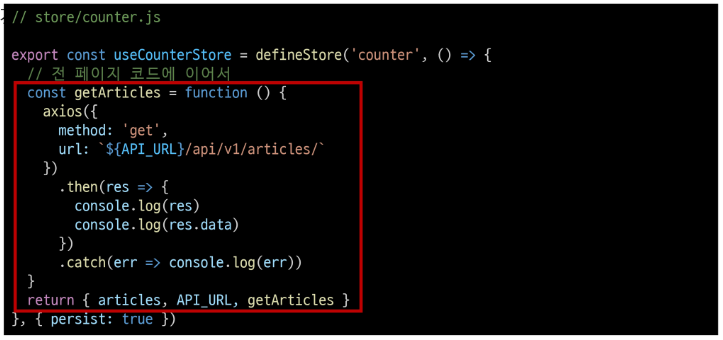 // store/counter.js
export const useCounterStore = defineStore('counter', () => {
// 전 페이지 코드에 이어서
const getArticles = function () {
axios({
method: 'get',
url: `${API_URL}/api/v1/articles/`
})
.then(res => {
console.log(res)
console.log(res.data)
})
.catch(err => console.log(err))
}
return { articles, API_URL, getArticles }
}, { persist: true })